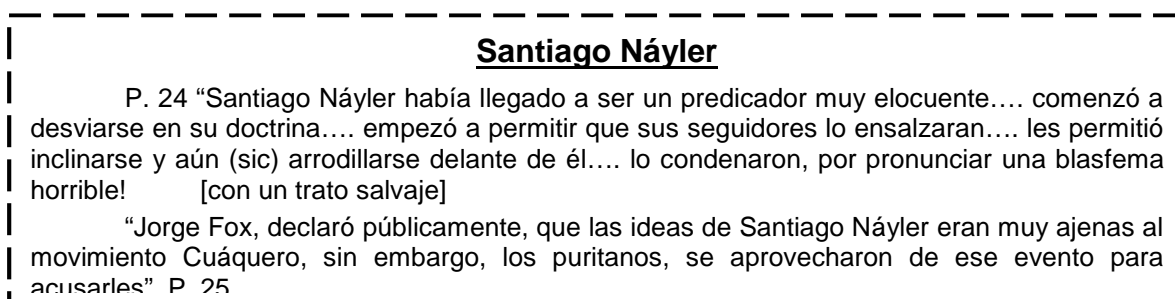 Santiago Náyler
P. 24 “Santiago Náyler había llegado a ser un predicador muy elocuente…. comenzó a
desviarse en su doctrina…. empezó a permitir que sus seguidores lo ensalzaran…. les permitió
inclinarse y aún (sic) arrodillarse delante de él…. lo condenaron, por pronunciar una blasfema
horrible! [con un trato salvaje]
“Jorge Fox, declaró públicamente, que las ideas de Santiago Náyler eran muy ajenas al
movimiento Cuáquero, sin embargo, los puritanos, se aprovecharon de ese evento para
acusarles”. P. 25